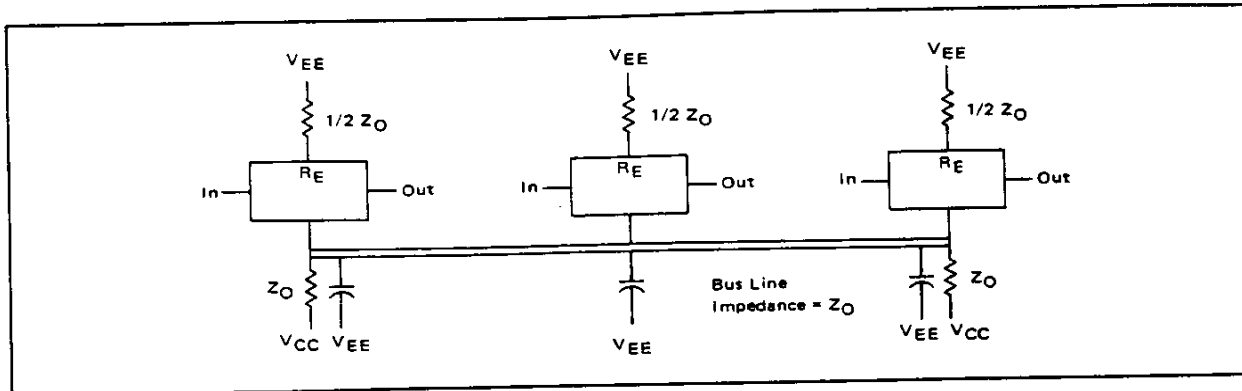 VEE VEE VEE
1/2 ZO 1/2 ZO 1/2 ZO
RE RE RE
In Out In Out In Out
ZO Bus Line ZO
Impedance = ZO
VCC VEE VEE VEE VCC